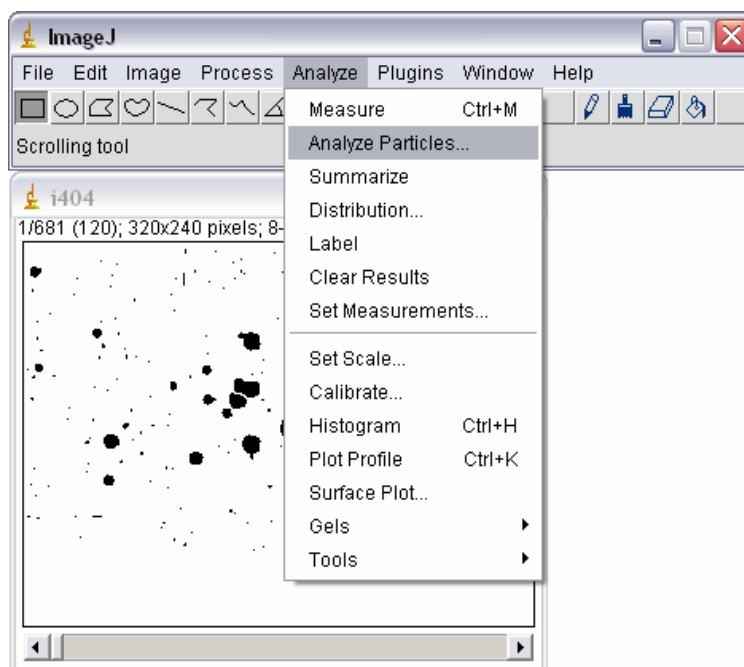 ImageJ
File Edit Image Process Analyze Plugins Window Help
Scrolling tool
Measure Ctrl+M
Analyze Particles...
Summarize
Distribution...
Label
Clear Results
Set Measurements...
Set Scale...
Calibrate...
Histogram Ctrl+H
Plot Profile Ctrl+K
Surface Plot...
Gels
Tools
i404
1/681 (120); 320x240 pixels; 8-